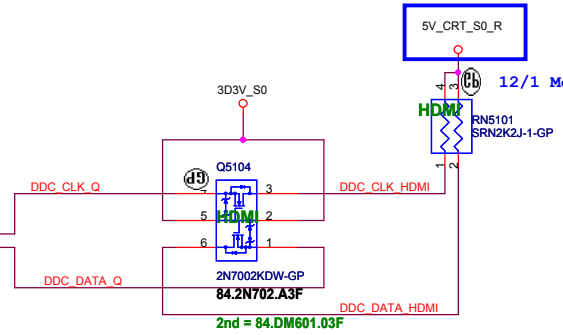 5V_CRT_S0_R
12/1 M
4
3
3D3V_S0
HDMI
RN5101
SRN2K2J-1-GP
1
2
Q5104
DDC_CLK_Q
4
3
DDC_CLK_HDMI
5
HDMI
2
6
1
2N7002KDW-GP
DDC_DATA_Q
84.2N702.A3F
DDC_DATA_HDMI
2nd = 84.DM601.03F